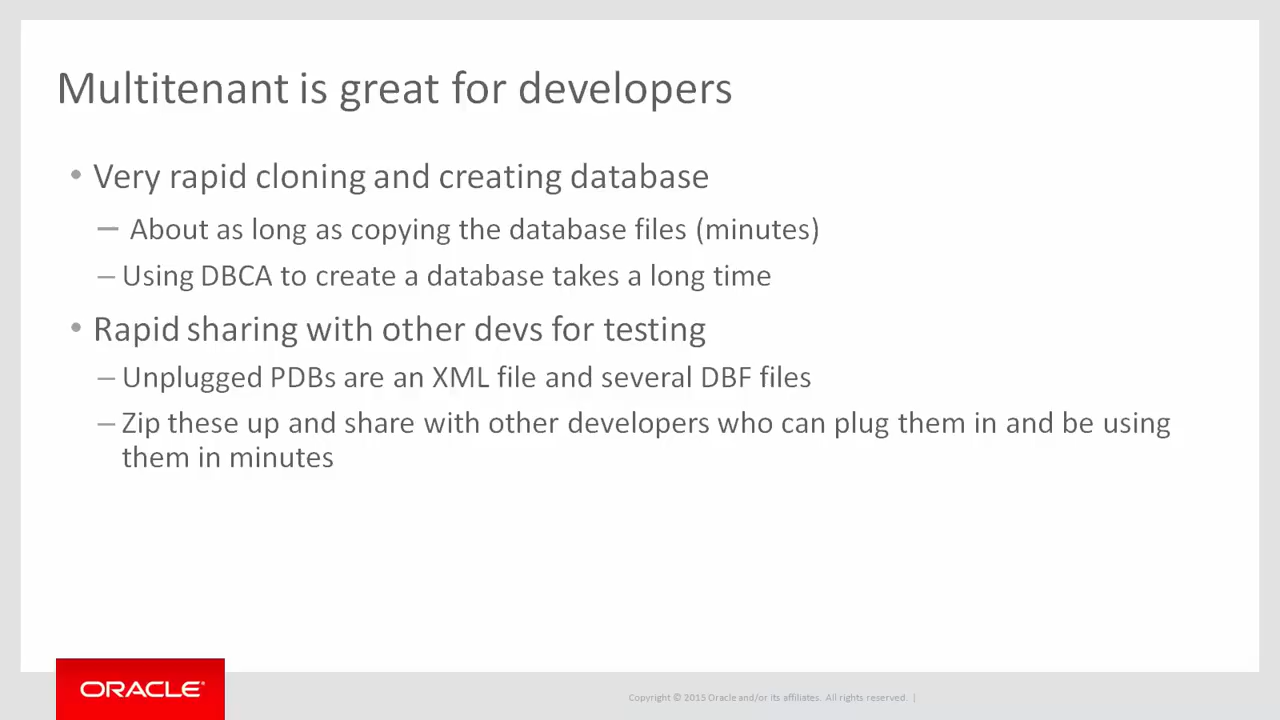 Multitenant is great for developers
• Very rapid cloning and creating database
– About as long as copying the database files (minutes)
– Using DBCA to create a database takes a long time
• Rapid sharing with other devs for testing
– Unplugged PDBs are an XML file and several DBF files
– Zip these up and share with other developers who can plug them in and be using
them in minutes
ORACLE®
Copyright © 2015 Oracle and/or its affiliates. All rights reserved. |